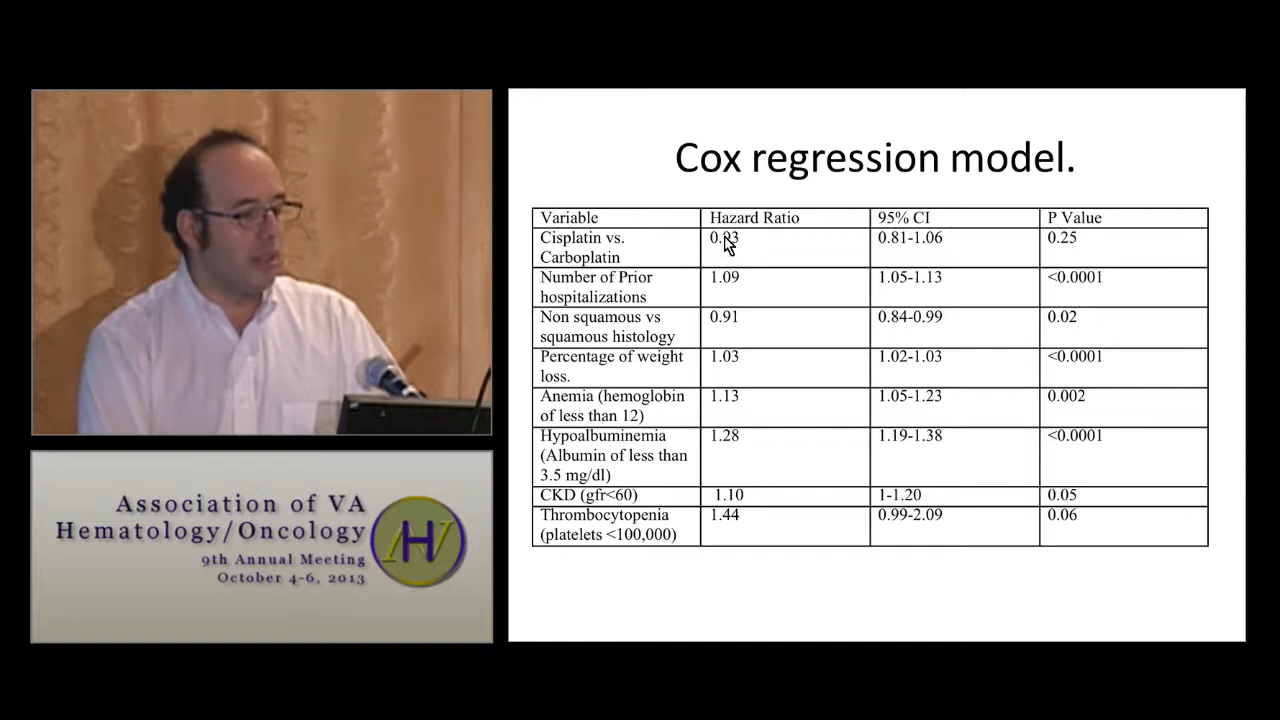 Cox regression model.
Variable Hazard Ratio 95% CI P Value
Cisplatin vs. 0.93 0.81-1.06 0.25
Carboplatin
Number of Prior 1.09 1.05-1.13 <0.0001
hospitalizations
Non squamous vs 0.91 0.84-0.99 0.02
squamous histology
Percentage of weight 1.03 1.02-1.03 <0.0001
loss.
Anemia (hemoglobin 1.13 1.05-1.23 0.002
of less than 12)
Hypoalbuminemia 1.28 1.19-1.38 <0.0001
(Albumin of less than
3.5 mg/dl)
CKD (gfr<60) 1.10 1-1.20 0.05
Thrombocytopenia 1.44 0.99-2.09 0.06
(platelets <100,000)
Association of VA
Hematology/Oncology
9th Annual Meeting
October 4-6, 2013